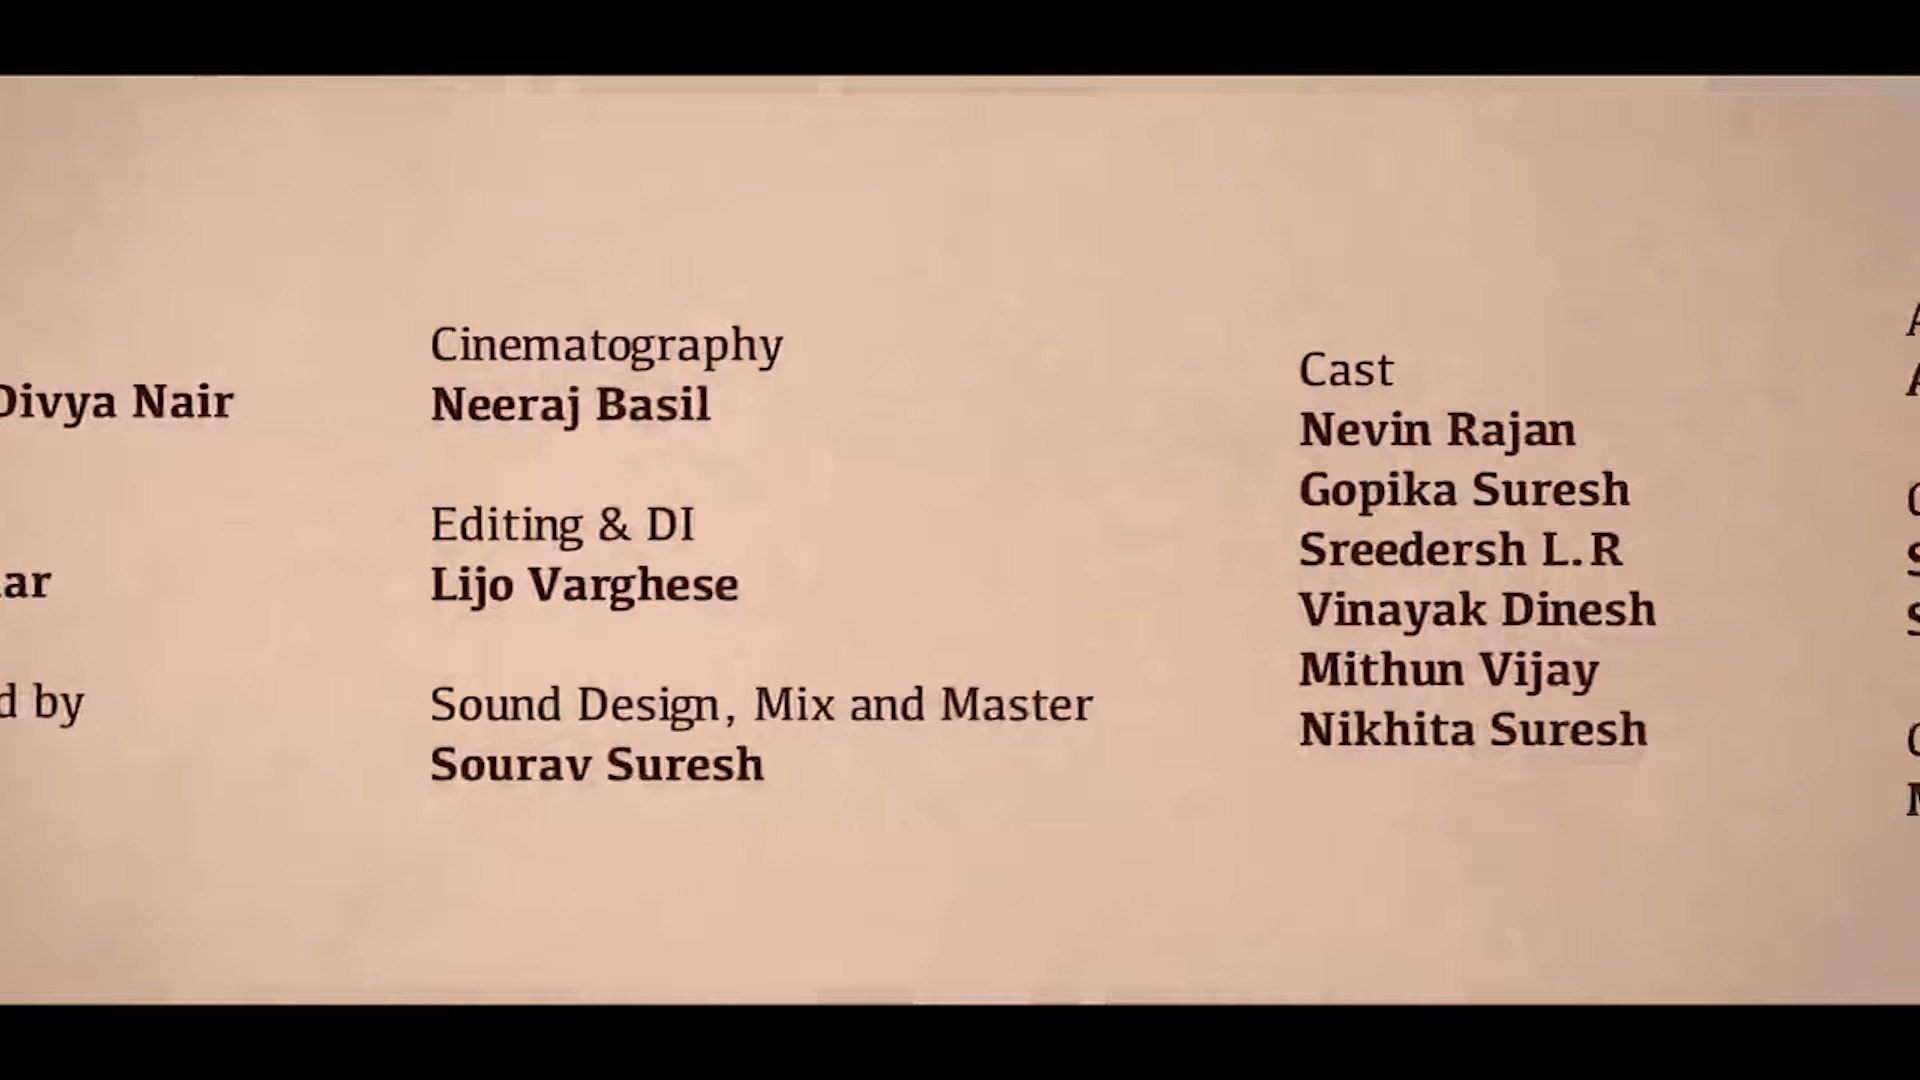 Divya Nair
d by
Cinematography
Neeraj Basil
Editing & DI
Lijo Varghese
Sound Design, Mix and Master
Sourav Suresh
Cast
Nevin Rajan
Gopika Suresh
Sreedersh L.R
Vinayak Dinesh
Mithun Vijay
Nikhita Suresh